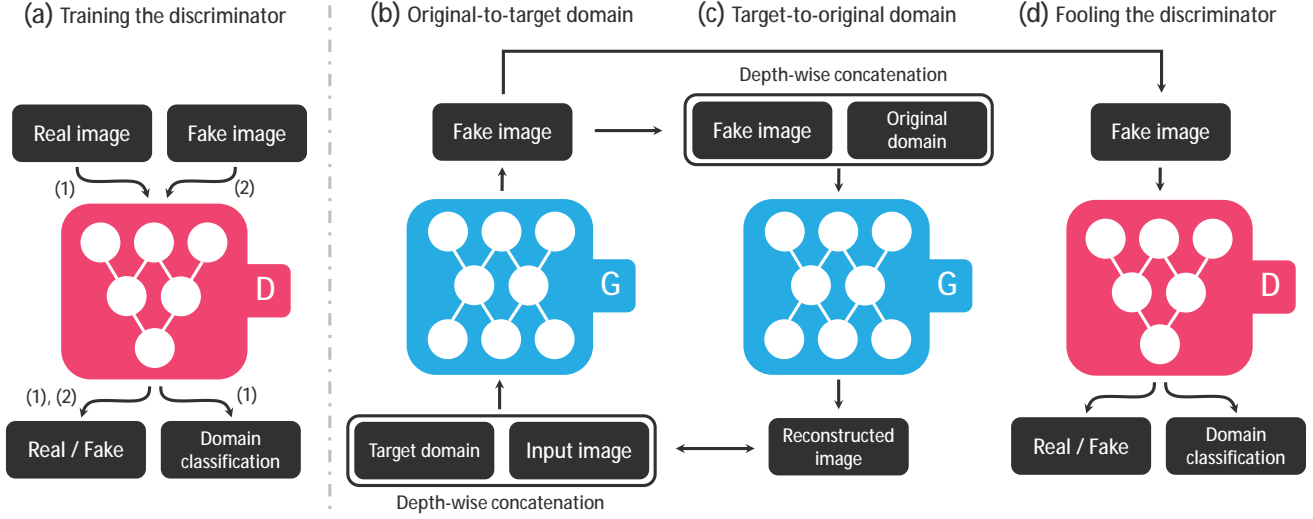 (a) Training the discriminator
(b) Original-to-target domain
(c) Target-to-original domain
(d) Fooling the discriminator
Real image
Fake image
(1)
(2)
D
(1), (2)
(1)
Real / Fake
Domain
classification
Fake image
G
Target domain
Input image
Depth-wise concatenation
Depth-wise concatenation
Fake image
Original
domain
G
Reconstructed
image
Fake image
D
Real / Fake
Domain
classification